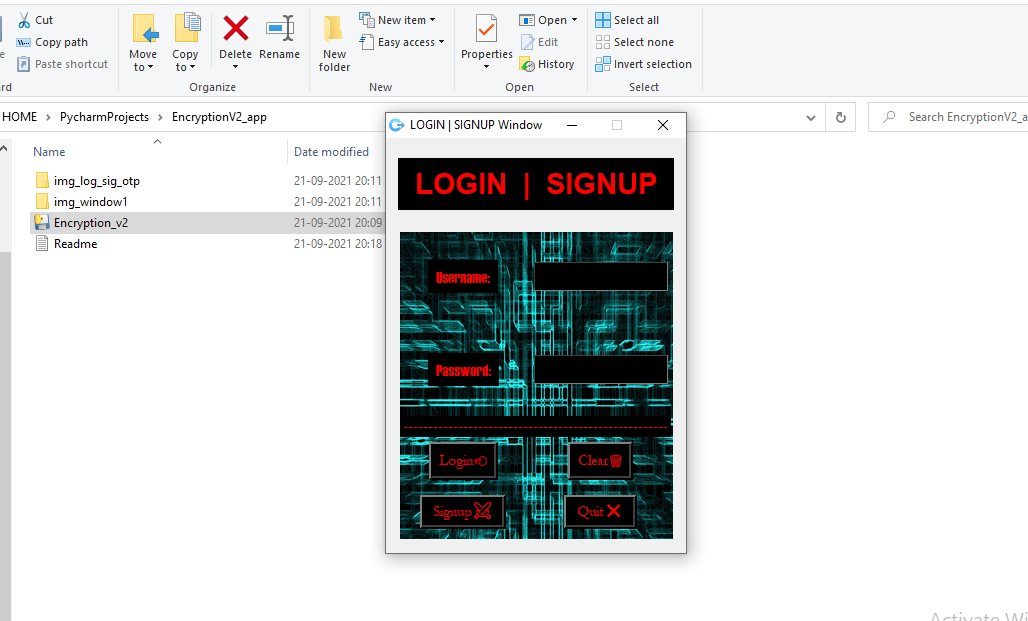 Cut
Copy path
Paste shortcut
Move to
Copy to
Delete
Rename
New folder
New item
Easy access
Properties
Open
Edit
History
Select all
Select none
Invert selection
rd
Organize
New
Open
Select
HOME > PycharmProjects > EncryptionV2_app
Search EncryptionV2_a
Name
Date modified
img_log_sig_otp 21-09-2021 20:11
img_window1 21-09-2021 20:11
Encryption_v2 21-09-2021 20:09
Readme 21-09-2021 20:18
LOGIN | SIGNUP Window
LOGIN | SIGNUP
Username:
Password:
Login
Clear
Signup
Quit
Activate Wi